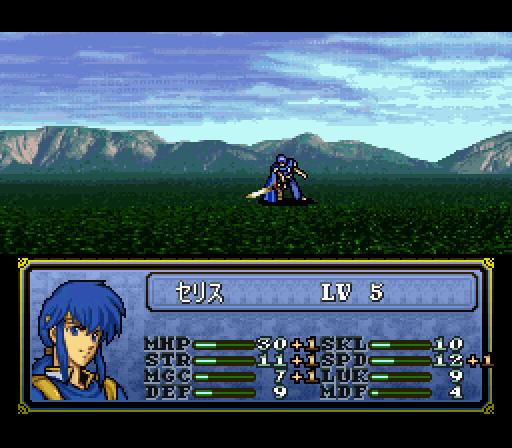 セリス LV 5
MHP 30+1 SKL 10
STR 11+1 SPD 12+1
MGC 7+1 LUK 9
DEF 9 MDF 4